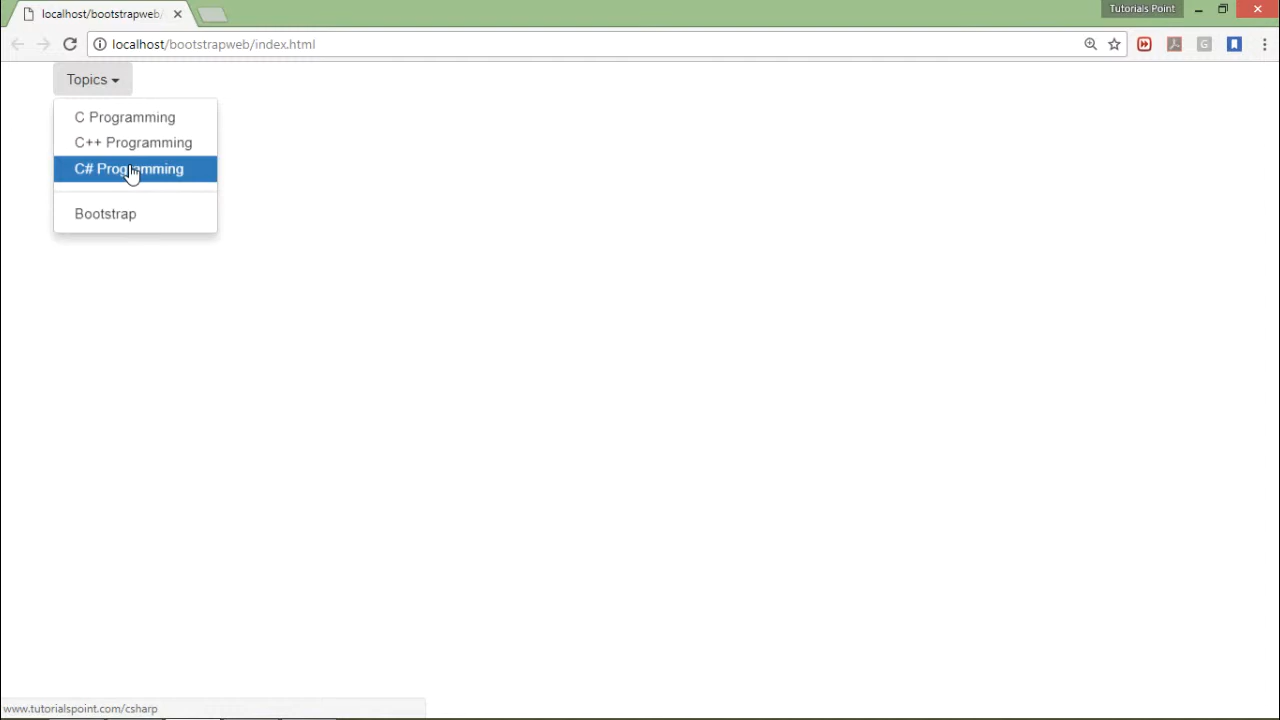 localhost/bootstrapweb/
Tutorials Point
localhost/bootstrapweb/index.html
Topics
C Programming
C++ Programming
C# Programming
Bootstrap
www.tutorialspoint.com/csharp